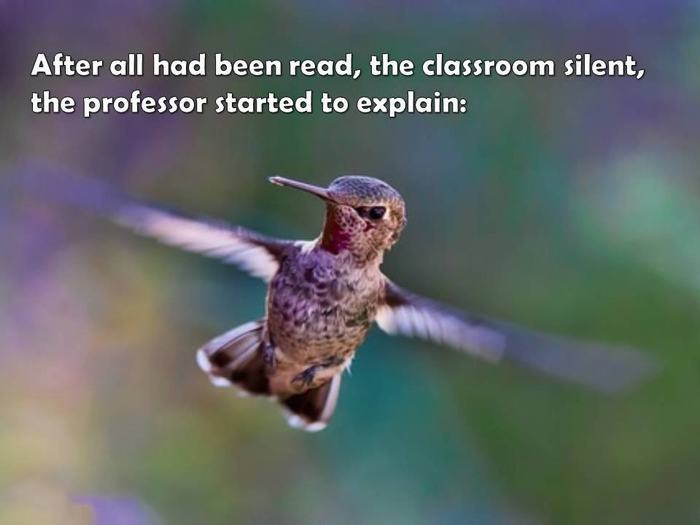 After all had been read, the classroom silent,
the professor started to explain: